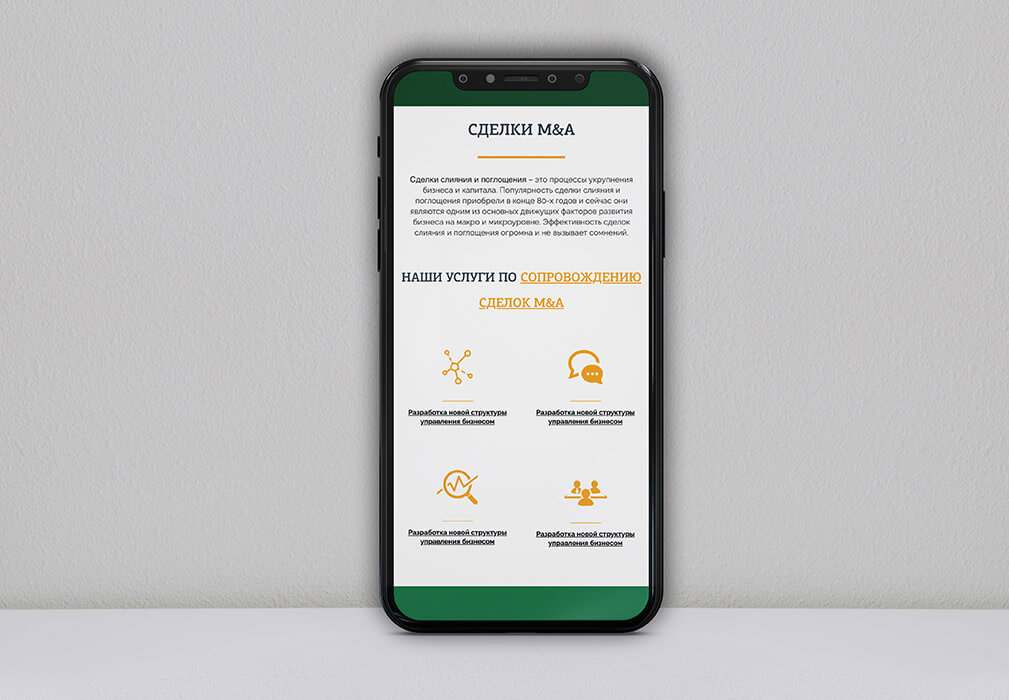 СДЕЛКИ M&A
Сделки слияния и поглощения – это процессы укрупнения
бизнеса и капитала. Популярность сделки слияния и
поглощения приобрели в конце 80-х годов и сейчас они
являются одним из основных движущих факторов развития
бизнеса на макро и микроуровне. Эффективность сделок
слияния и поглощения огромна и не вызывает сомнений.
НАШИ УСЛУГИ ПО СОПРОВОЖДЕНИЮ
СДЕЛОК M&A
Разработка новой структуры
управления бизнесом
Разработка новой структуры
управления бизнесом
Разработка новой структуры
управления бизнесом
Разработка новой структуры
управления бизнесом